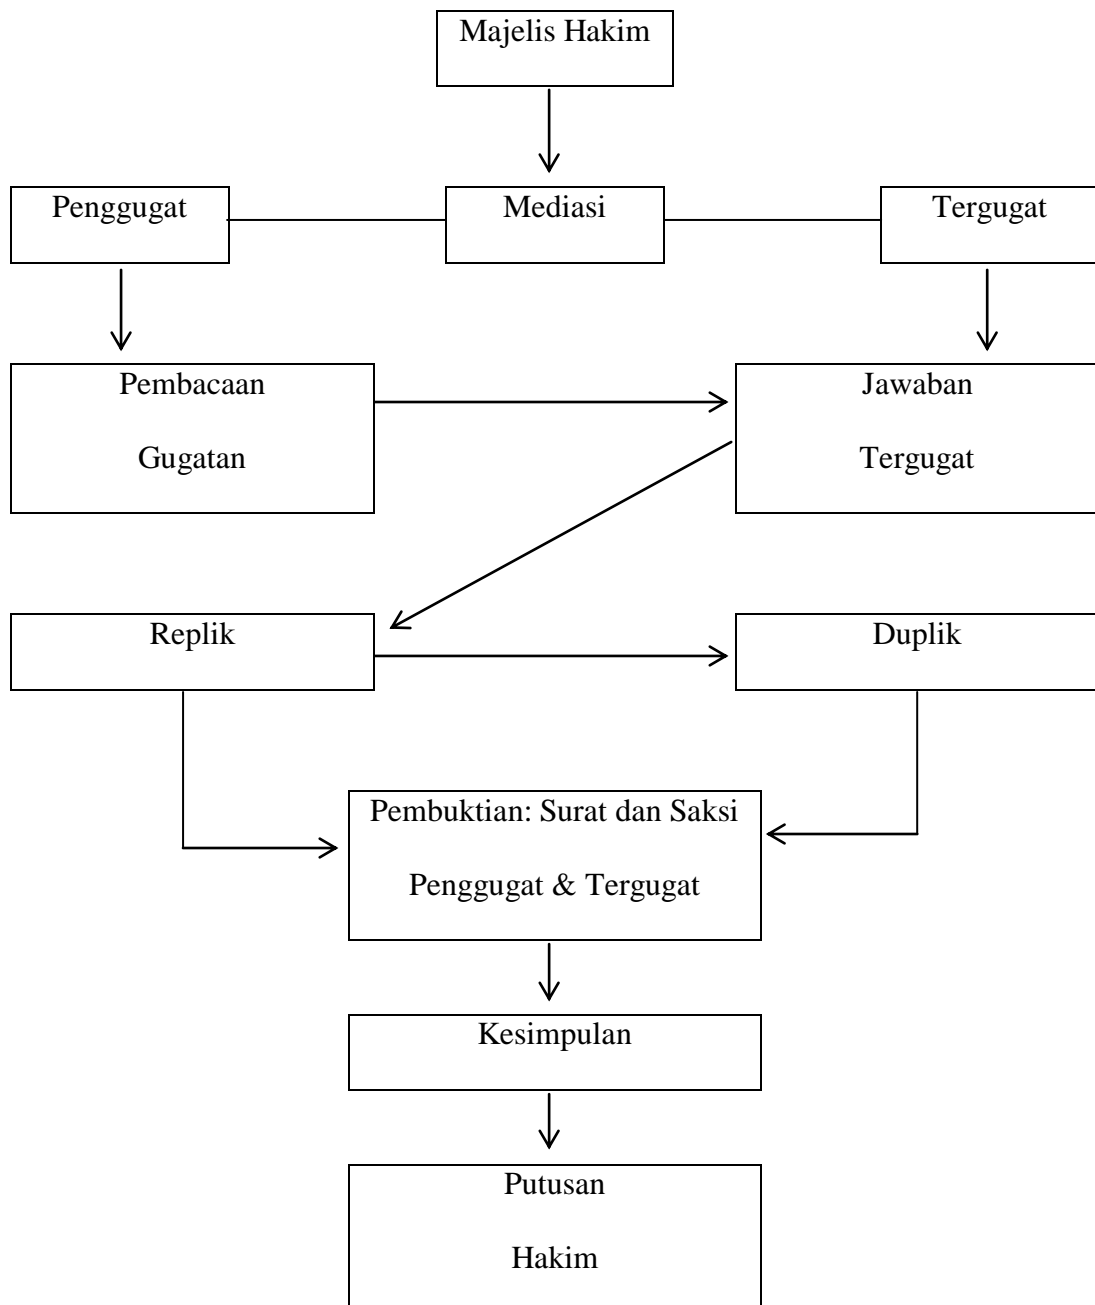 Majelis Hakim
Penggugat
Mediasi
Tergugat
Pembacaan
Gugatan
Jawaban
Tergugat
Replik
Duplik
Pembuktian: Surat dan Saksi
Penggugat & Tergugat
Kesimpulan
Putusan
Hakim